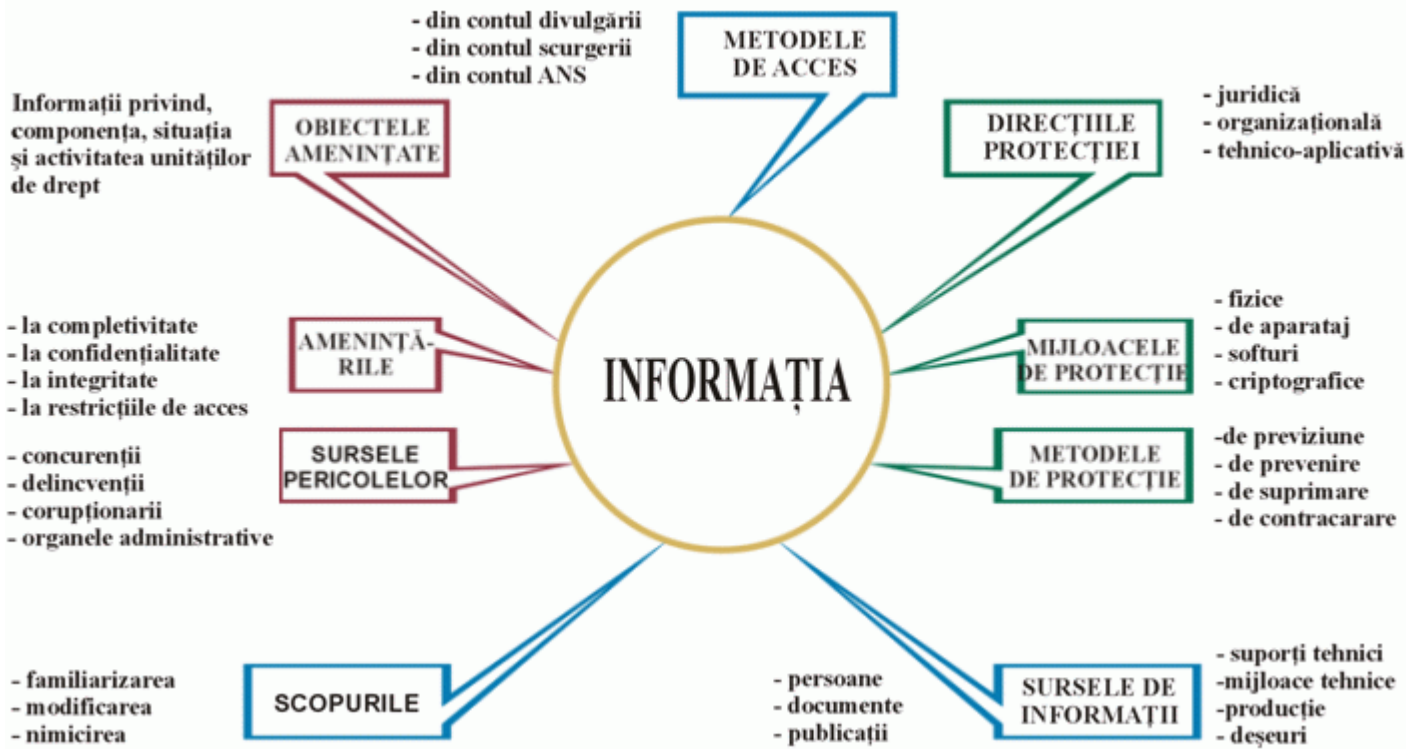 - din contul divulgării
- din contul scurgerii
- din contul ANS
METODELE
DE ACCES
Informații privind,
componența, situația
și activitatea unităților
de drept
OBIECTELE
AMENINȚATE
DIRECȚIILE
PROTECȚIEI
- juridică
- organizațională
- tehnico-aplicativă
- la completivitate
- la confidențialitate
- la integritate
- la restricțiile de acces
AMENINȚĂ-
RILE
INFORMAȚIA
MIJLOACELE
DE PROTECȚIE
- fizice
- de aparataj
- softuri
- criptografice
- concurenții
- delincvenții
- corupționarii
- organele administrative
SURSELE
PERICOLELOR
METODELE
DE PROTECȚIE
-de previziune
- de prevenire
- de suprimare
- de contracarare
- familiarizarea
- modificarea
- nimicirea
SCOPURILE
- persoane
- documente
- publicații
SURSELE DE
INFORMAȚII
- suporți tehnici
-mijloace tehnice
-producție
- deșeuri